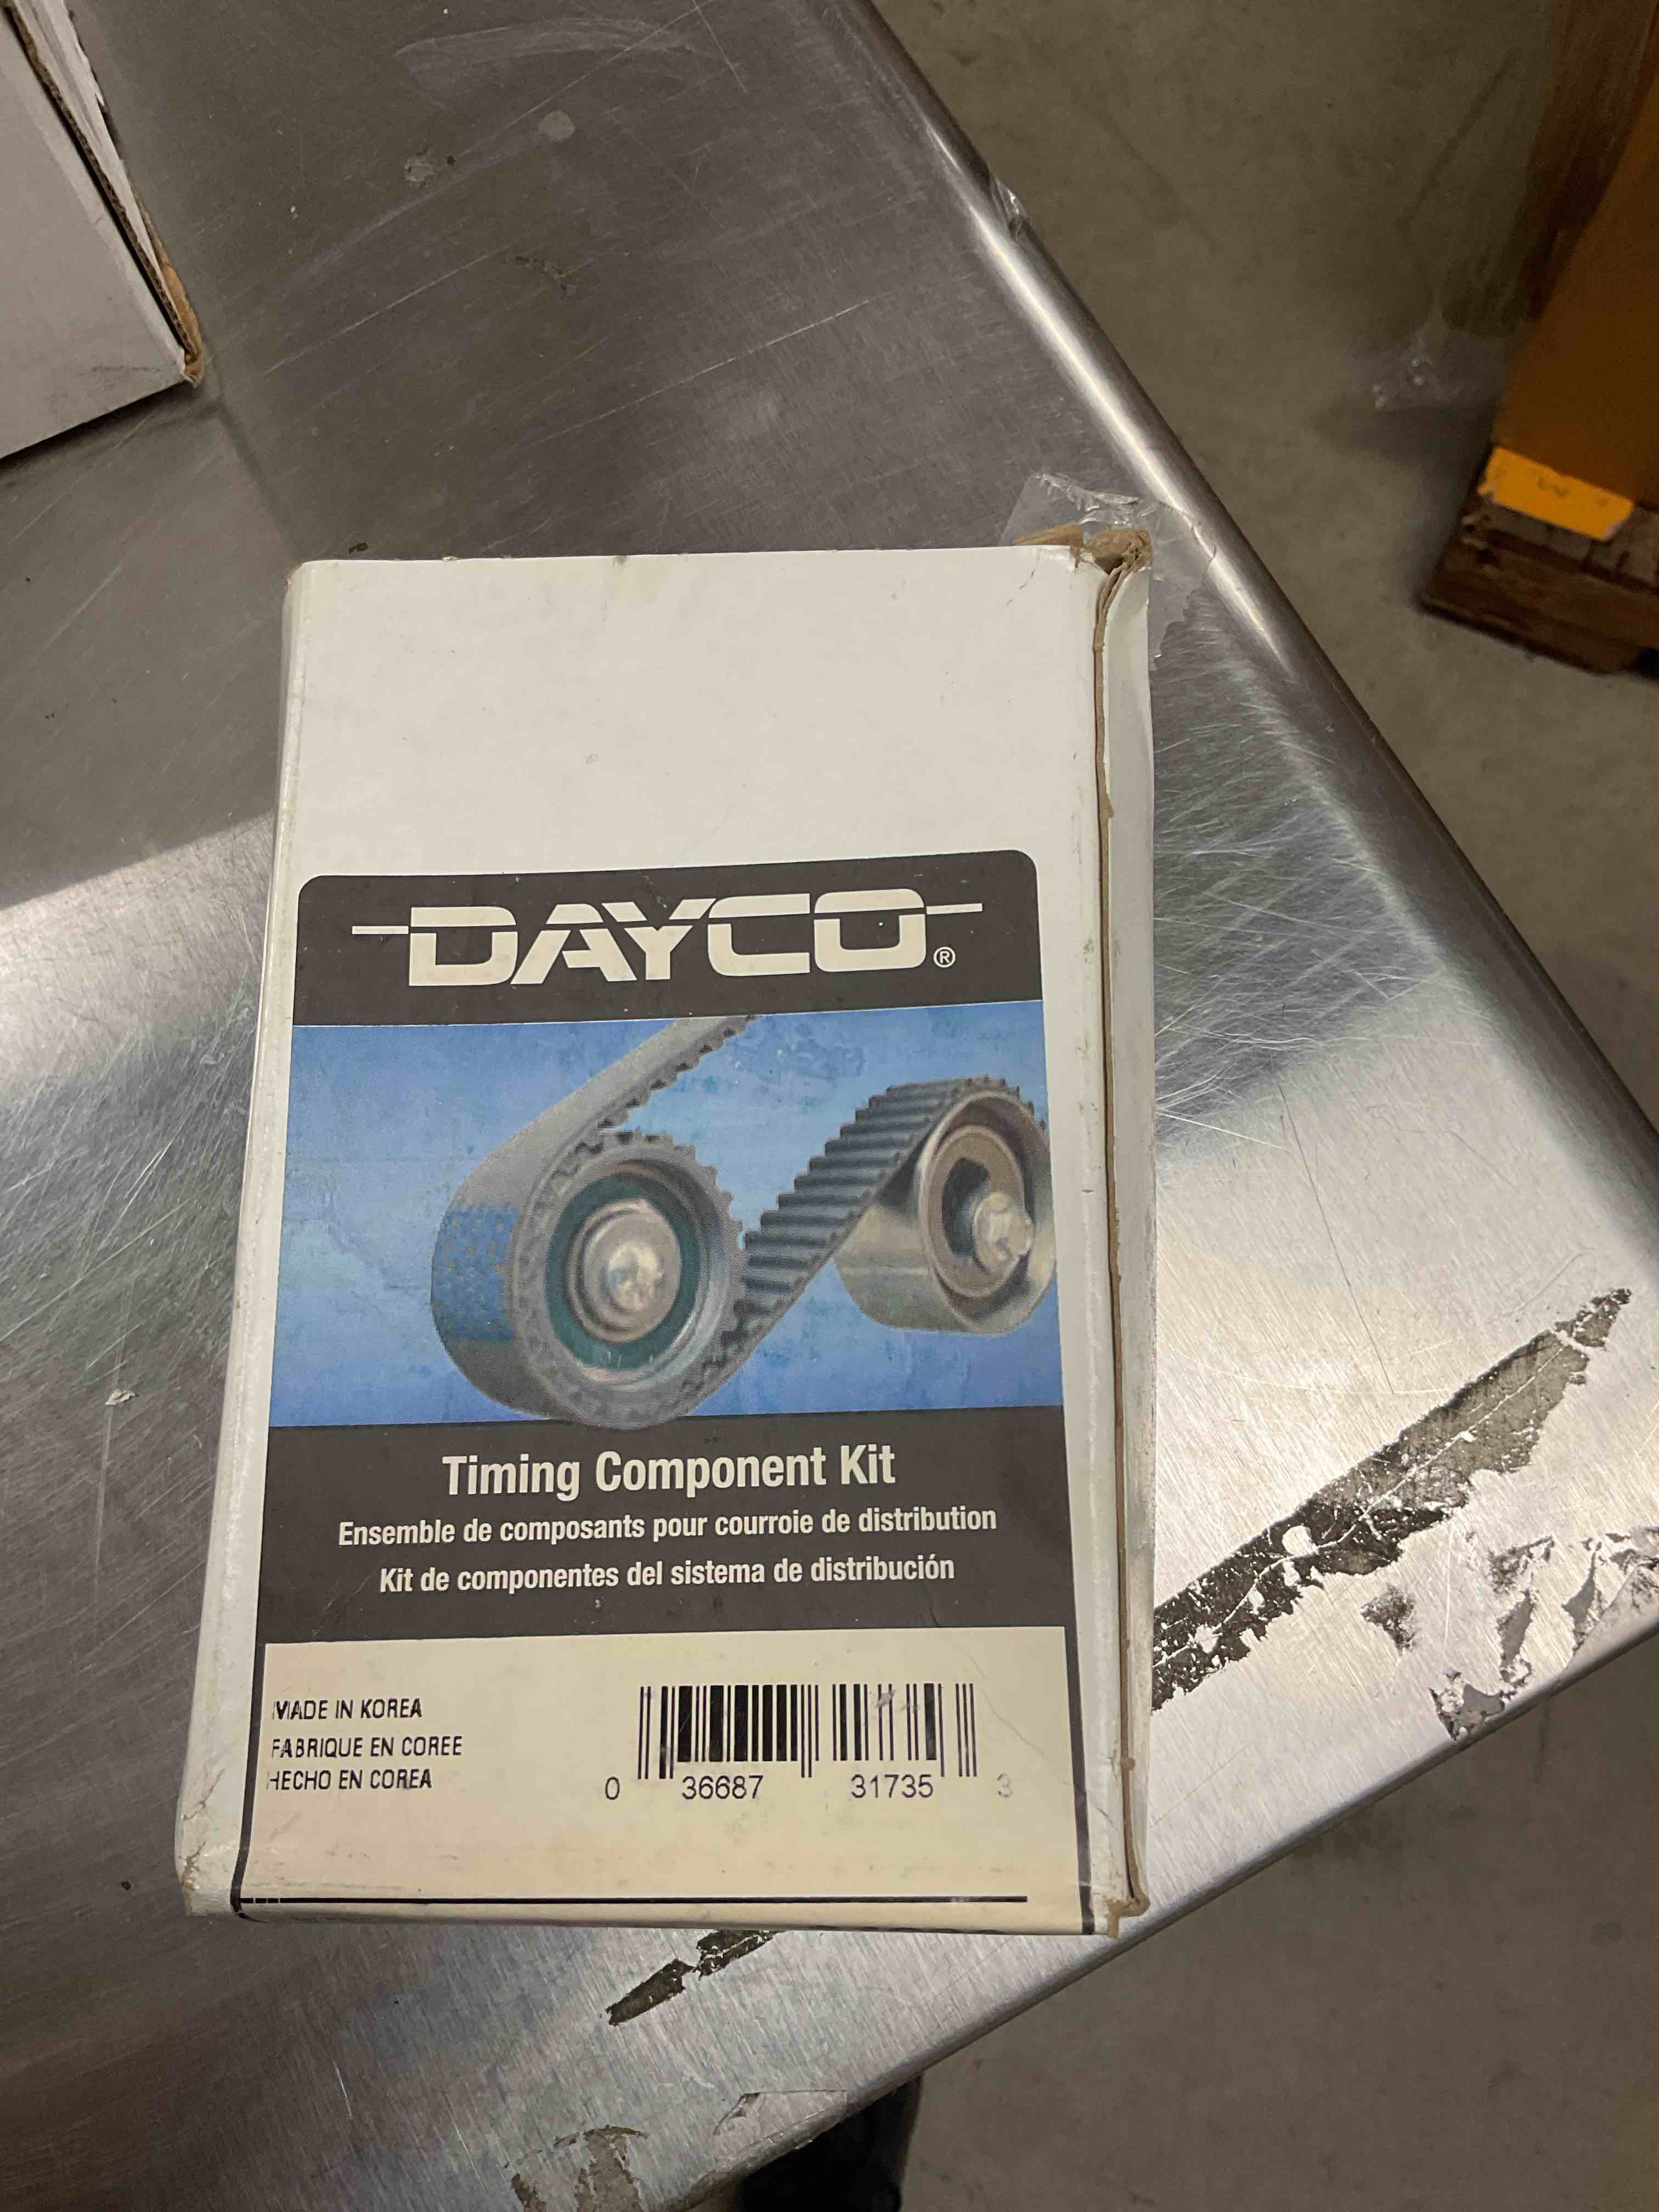 DAYCO®
Timing Component Kit
Ensemble de composants pour courroie de distribution
Kit de componentes del sistema de distribución
MADE IN KOREA
FABRIQUE EN COREE
HECHO EN COREA
0 36687 31735 3